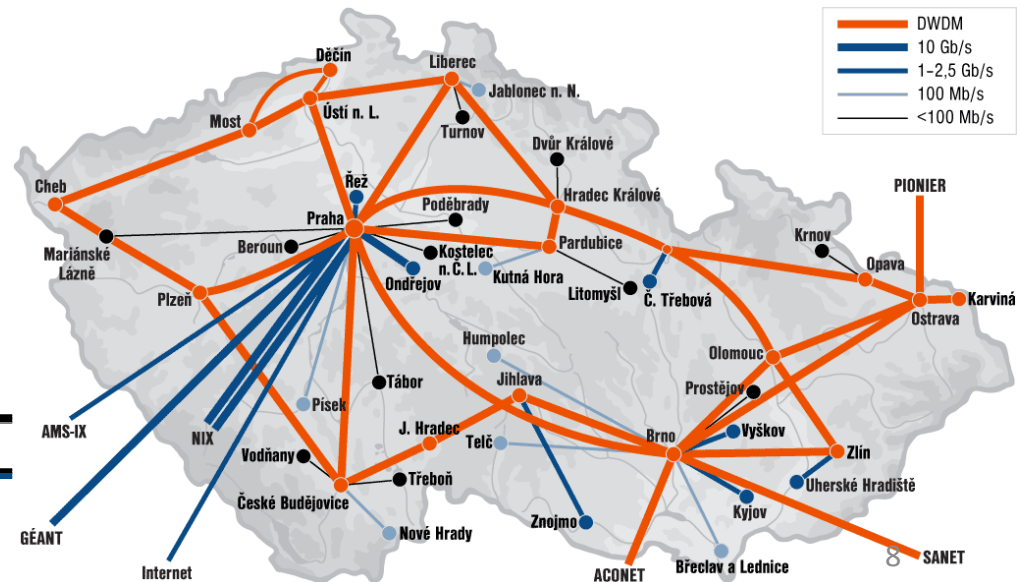 DWDM
10 Gb/s
1–2,5 Gb/s
100 Mb/s
<100 Mb/s
Děčín
Liberec
Jablonec n. N.
Ústí n. L.
Most
Turnov
Dvůr Králové
Cheb
Řež
Hradec Králové
PIONIER
Poděbrady
Praha
Mariánské
Lázně
Beroun
Kostelec
n. Č. L.
Pardubice
Krnov
Opava
Kutná Hora
Ondřejov
Litomyšl
Č. Třebová
Plzeň
Karviná
Ostrava
Humpolec
Olomouc
Jihlava
Prostějov
Tábor
Písek
AMS-IX
NIX
J. Hradec
Brno
Vyškov
Telč
Zlín
Vodňany
Třeboň
Uherské Hradiště
České Budějovice
Kyjov
Znojmo
Nové Hrady
GÉANT
8
SANET
Internet
ACONET
Břeclav a Lednice